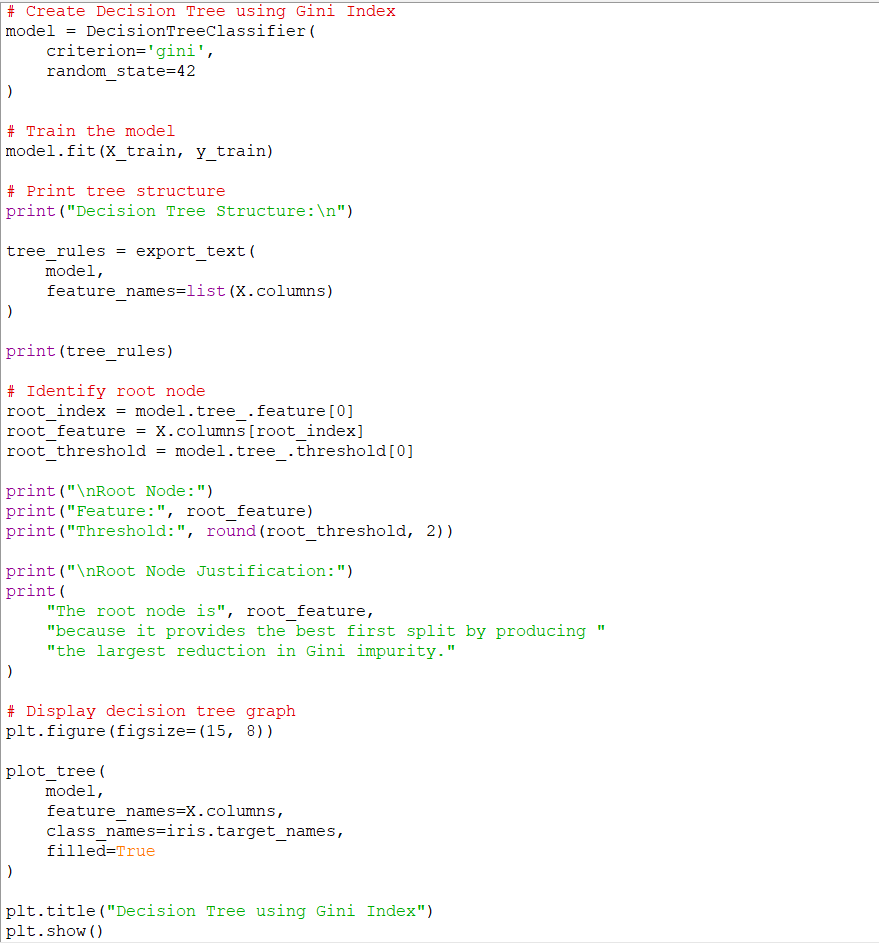 # Create Decision Tree using Gini Index
model = DecisionTreeClassifier(
    criterion='gini',
    random_state=42
)
# Train the model
model.fit(X_train, y_train)
# Print tree structure
print("Decision Tree Structure:\n")
tree_rules = export_text(
    model,
    feature_names=list(X.columns)
)
print(tree_rules)
# Identify root node
root_index = model.tree_.feature[0]
root_feature = X.columns[root_index]
root_threshold = model.tree_.threshold[0]
print("\nRoot Node:")
print("Feature:", root_feature)
print("Threshold:", round(root_threshold, 2))
print("\nRoot Node Justification:")
print(
    "The root node is", root_feature,
    "because it provides the best first split by producing "
    "the largest reduction in Gini impurity."
)
# Display decision tree graph
plt.figure(figsize=(15, 8))
plot_tree(
    model,
    feature_names=X.columns,
    class_names=iris.target_names,
    filled=True
)
plt.title("Decision Tree using Gini Index")
plt.show()